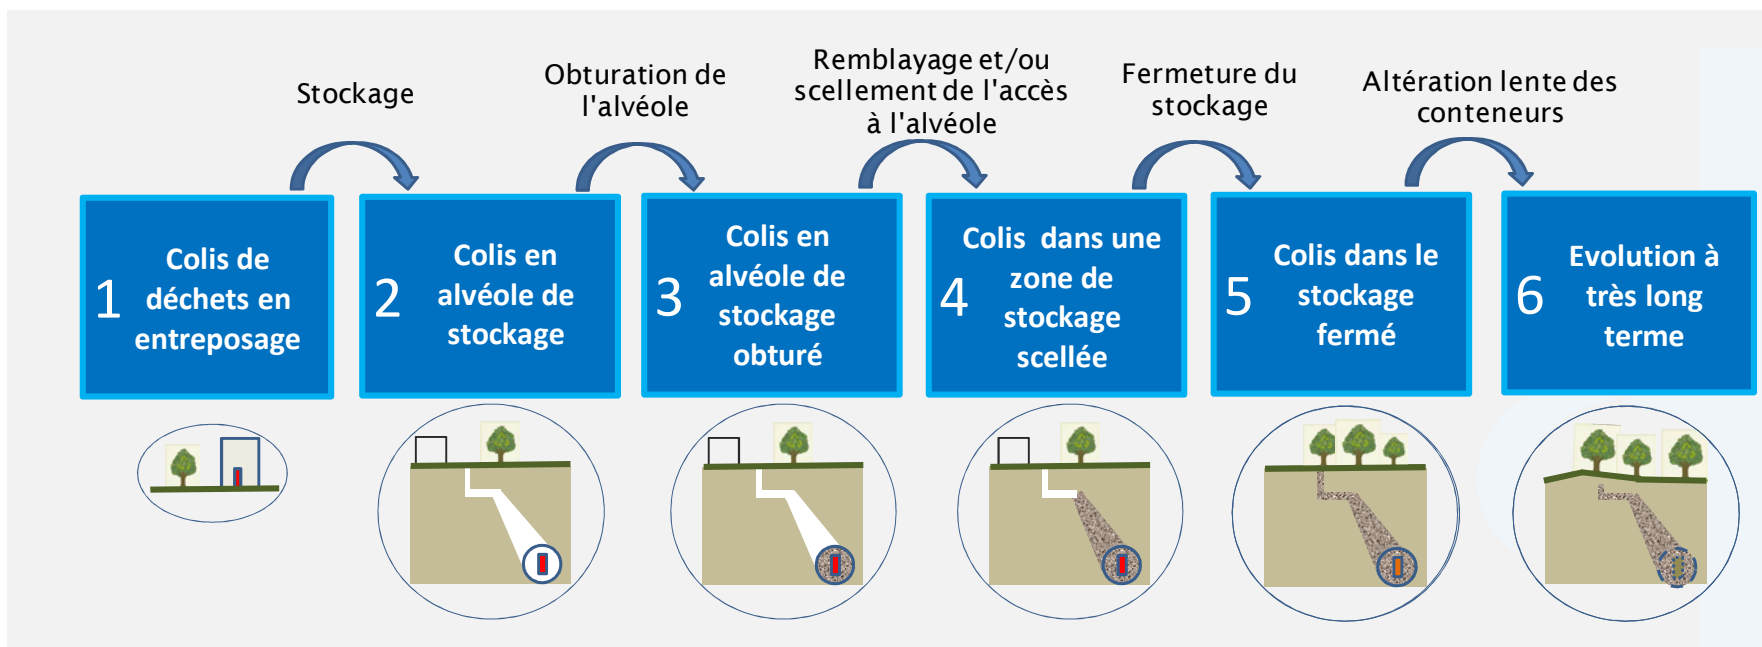 Stockage
Obturation de
l'alvéole
Remblayage et/ou
scellement de l'accès
à l'alvéole
Fermeture du
stockage
Altération lente des
conteneurs
1
Colis de
déchets en
entreposage
2
Colis en
alvéole de
stockage
3
Colis en
alvéole de
stockage
obturé
4
Colis dans une
zone de
stockage
scellée
5
Colis dans le
stockage
fermé
6
Evolution à
très long
terme